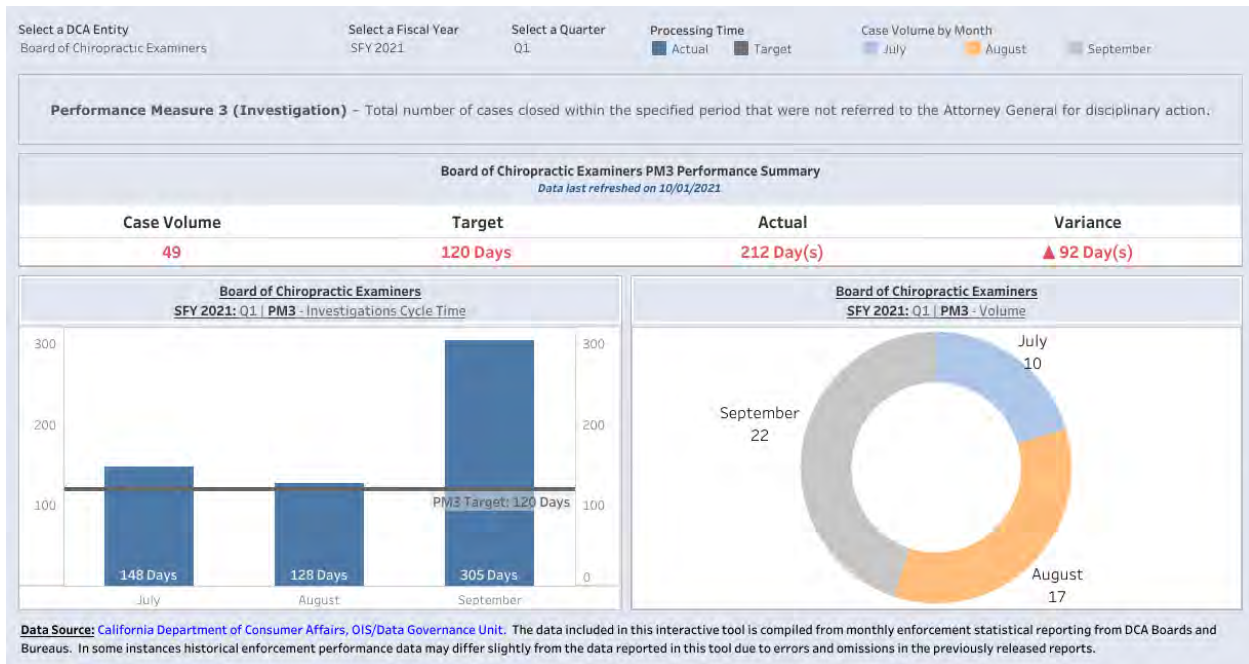 Select a DCA Entity
Board of Chiropractic Examiners
Select a Fiscal Year
SFY 2021
Select a Quarter
Q1
Processing Time
Actual
Target
Case Volume by Month
July
August
September
Performance Measure 3 (Investigation) – Total number of cases closed within the specified period that were not referred to the Attorney General for disciplinary action.
Board of Chiropractic Examiners PM3 Performance Summary
Data last refreshed on 10/01/2021
Case Volume Target Actual Variance
49 120 Days 212 Day(s) ▲ 92 Day(s)
Board of Chiropractic Examiners
SFY 2021: Q1 | PM3 - Investigations Cycle Time
300 300
200 200
PM3 Target: 120 Days
100 100
148 Days 128 Days 305 Days
0
July August September
Board of Chiropractic Examiners
SFY 2021: Q1 | PM3 - Volume
July
10
September
22
August
17
Data Source: California Department of Consumer Affairs, OIS/Data Governance Unit. The data included in this interactive tool is compiled from monthly enforcement statistical reporting from DCA Boards and
Bureaus. In some instances historical enforcement performance data may differ slightly from the data reported in this tool due to errors and omissions in the previously released reports.